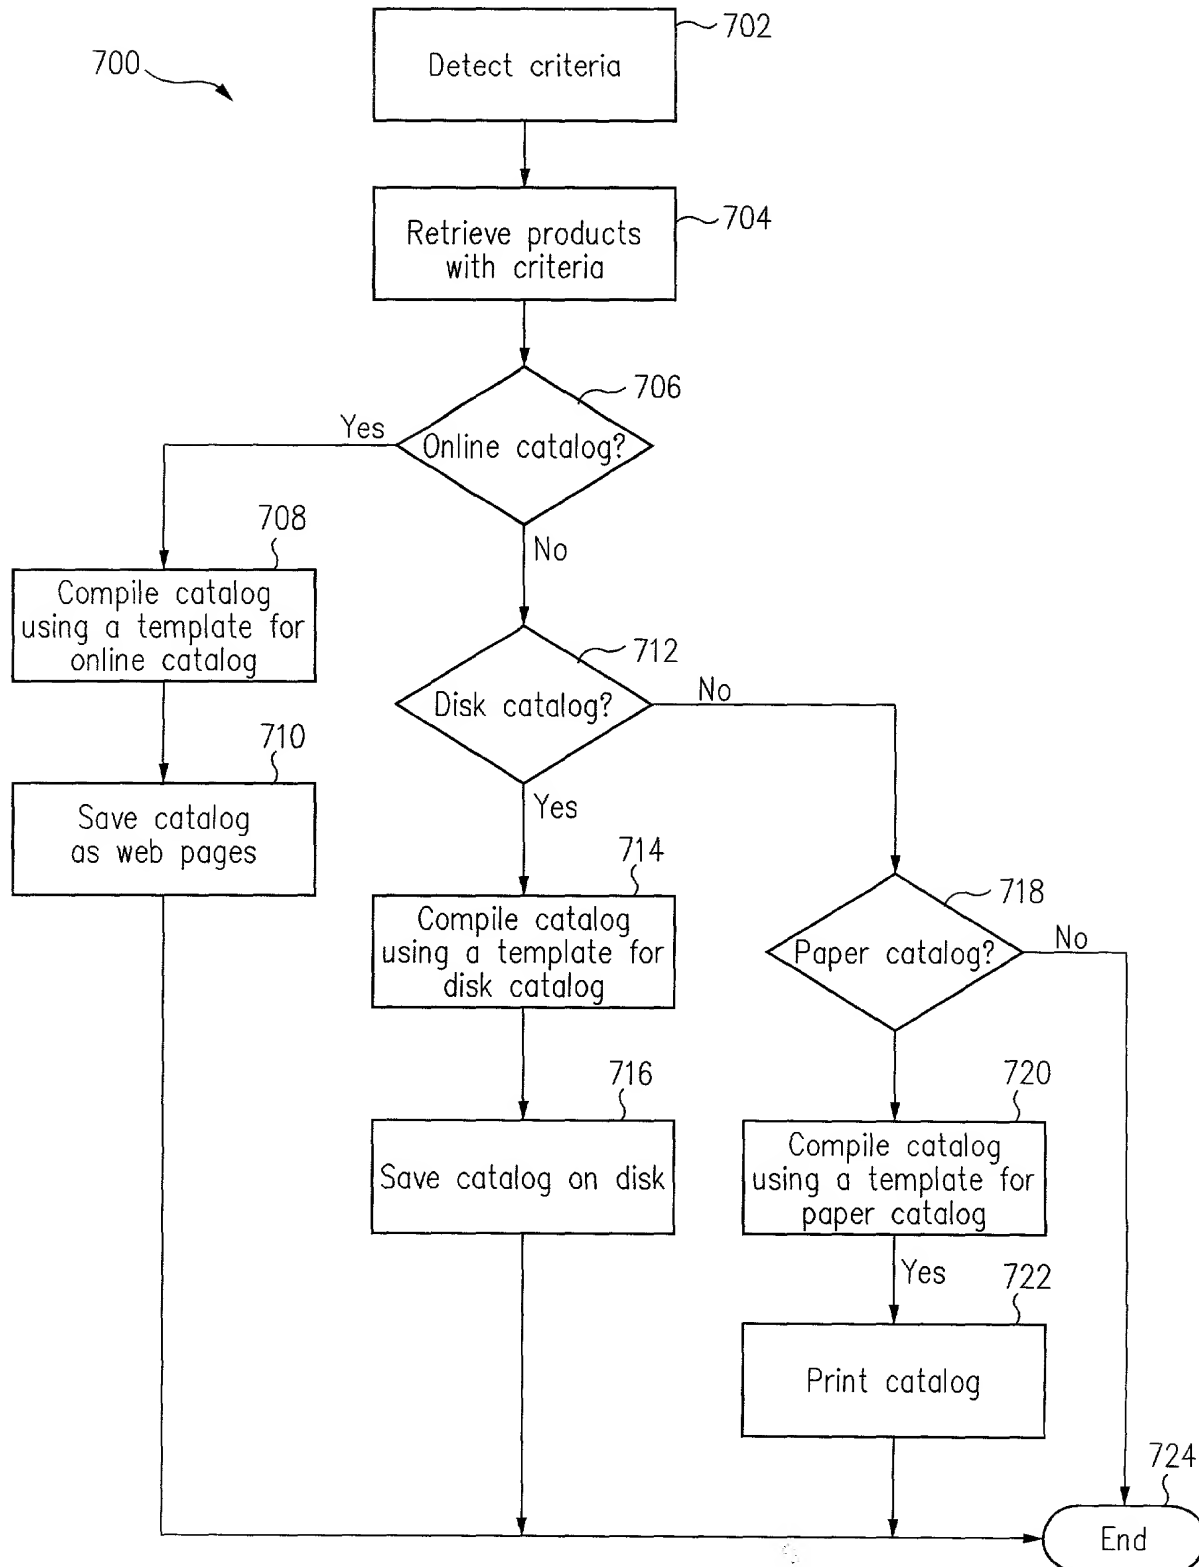 702
700
Detect criteria
704
Retrieve products
with criteria
706
Yes
Online catalog?
708
No
Compile catalog
using a template for
online catalog
712
No
Disk catalog?
710
Yes
Save catalog
as web pages
714
718
Compile catalog
using a template for
disk catalog
Paper catalog?
No
716
720
Save catalog on disk
Compile catalog
using a template for
paper catalog
Yes
722
Print catalog
724
End